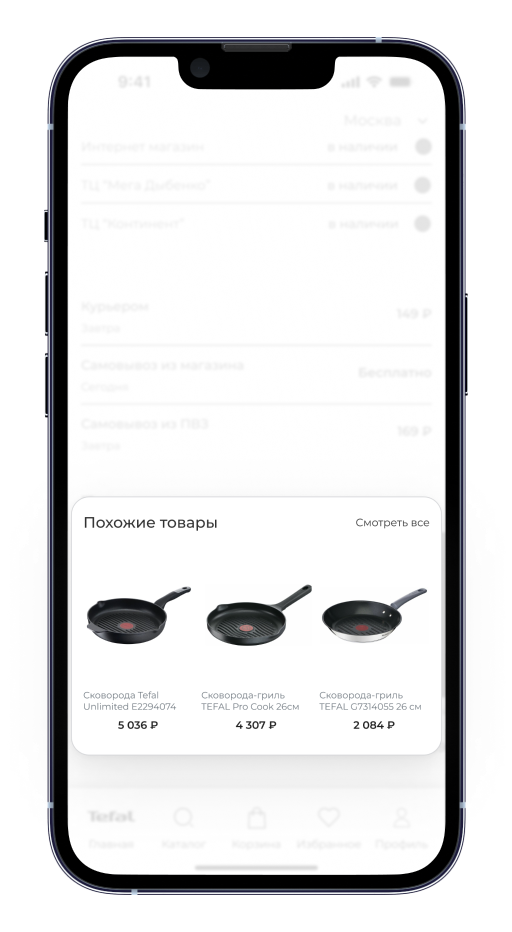 9:41
Москва
Интернет магазин в наличии
ТЦ "Мега Дыбенко" в наличии
ТЦ "Континент" в наличии
Курьером 149 ₽
Завтра
Самовывоз из магазина Бесплатно
Сегодня
Самовывоз из ПВЗ 169 ₽
Завтра
Похожие товары Смотреть все
Сковорода Tefal Unlimited E2294074
5 036 ₽
Сковорода-гриль TEFAL Pro Cook 26см
4 307 ₽
Сковорода-гриль TEFAL G7314055 26 см
2 084 ₽
Tefal
Главная Каталог Корзина Избранное Профиль